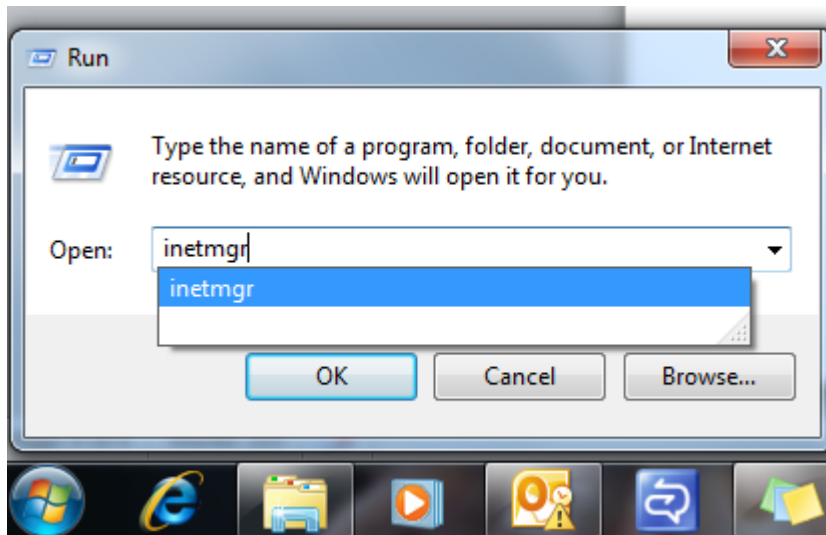 Run
Type the name of a program, folder, document, or Internet
resource, and Windows will open it for you.
Open: inetmgr
inetmgr
OK Cancel Browse...